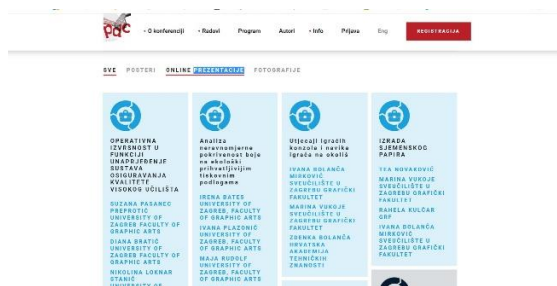 pdc
• O konferenciji • Radovi Program Autori • Info Prijava Eng REGISTRACIJA
SVE POSTERI ONLINE PREZENTACIJE FOTOGRAFIJE
OPERATIVNA
IZVRSNOST U
FUNKCIJI
UNAPRJEĐENJE
SUSTAVA
OSIGURAVANJA
KVALITETE
VISOKOG UČILIŠTA
SUZANA PASANEC
PREPROTIĆ
UNIVERSITY OF
ZAGREB FACULTY OF
GRAPHIC ARTS
DIANA BRATIĆ
UNIVERSITY OF
ZAGREB FACULTY OF
GRAPHIC ARTS
NIKOLINA LOKNAR
STANIĆ
UNIVERSITY OF
Analiza
neravnomjerne
pokrivenost boje
na ekološki
prihvatljivijim
tiskovnim
podlogama
IRENA BATES
UNIVERSITY OF
ZAGREB, FACULTY
OF GRAPHIC ARTS
IVANA PLAZONIĆ
UNIVERSITY OF
ZAGREB, FACULTY
OF GRAPHIC ARTS
MAJA RUDOLF
UNIVERSITY OF
ZAGREB, FACULTY
OF GRAPHIC ARTS
Utjecaj igraćih
konzola i navike
igrača na okoliš
IVANA BOLANČA
MIRKOVIĆ
SVEUČILIŠTE U
ZAGREBU GRAFIČKI
FAKULTET
MARINA VUKOJE
SVEUČILIŠTE U
ZAGREBU GRAFIČKI
FAKULTET
ZDENKA BOLANČA
HRVATSKA
AKADEMIJA
TEHNIČKIH
ZNANOSTI
IZRADA
SJEMENSKOG
PAPIRA
TEA NOVAKOVIĆ
MARINA VUKOJE
SVEUČILIŠTE U
ZAGREBU GRAFIČKI
FAKULTET
RAHELA KULČAR
GRF
IVANA BOLANČA
MIRKOVIĆ
SVEUČILIŠTE U
ZAGREBU GRAFIČKI
FAKULTET